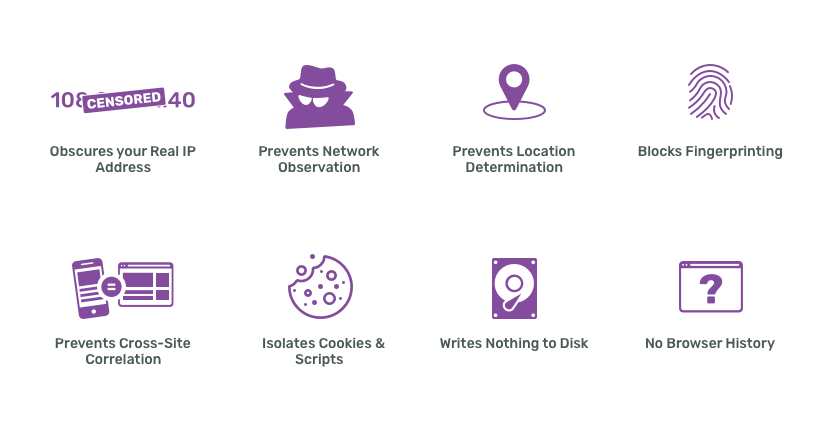 108
CENSORED
.40
Obscures your Real IP
Address
Prevents Network
Observation
Prevents Location
Determination
Blocks Fingerprinting
=
Prevents Cross-Site
Correlation
Isolates Cookies &
Scripts
Writes Nothing to Disk
?
No Browser History